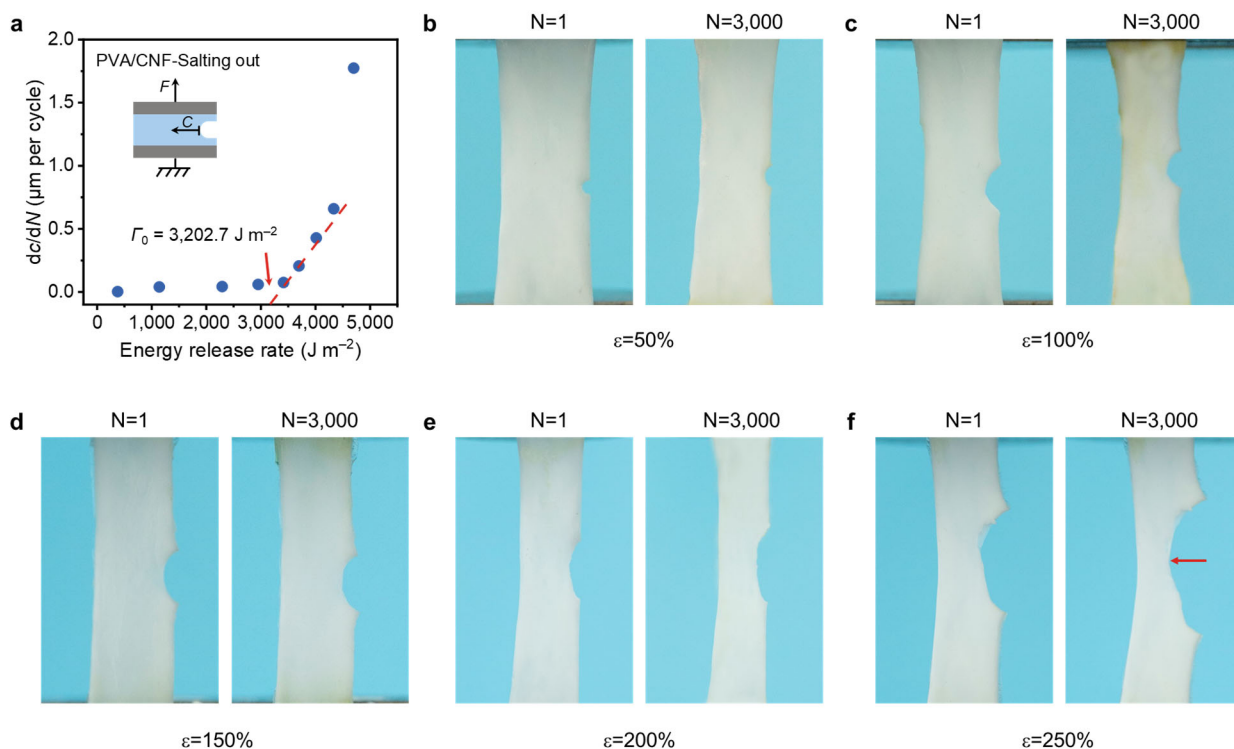 a
2.0
1.5
1.0
0.5
0.0
dc/dN (µm per cycle)
PVA/CNF-Salting out
F
C
Γ0 = 3,202.7 J m–2
0 1,000 2,000 3,000 4,000 5,000
Energy release rate (J m–2)
b N=1 N=3,000
ε=50%
c N=1 N=3,000
ε=100%
d N=1 N=3,000
ε=150%
e N=1 N=3,000
ε=200%
f N=1 N=3,000
ε=250%